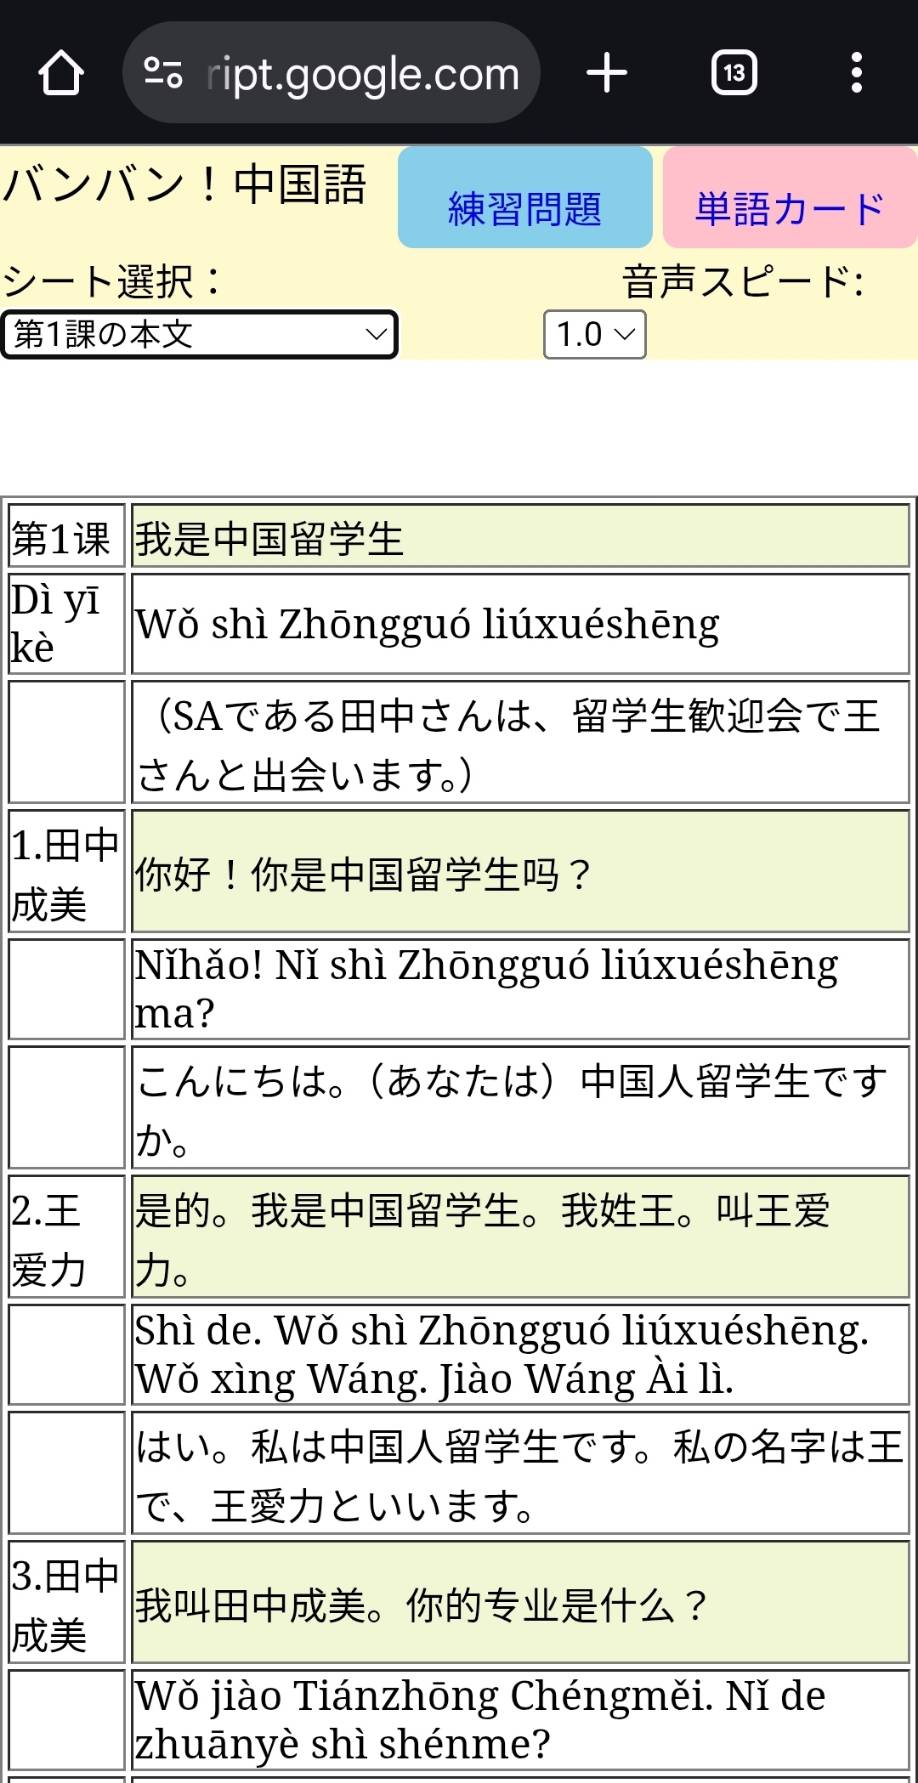 ript.google.com
13
バンバン！中国語
練習問題
単語カード
シート選択：
音声スピード:
第1課の本文
1.0
第1课
我是中国留学生
Dì yī
kè
Wǒ shì Zhōngguó liúxuéshēng
（SAである田中さんは、留学生歓迎会で王
さんと出会います。）
1.田中
成美
你好！你是中国留学生吗？
Nǐhǎo! Nǐ shì Zhōngguó liúxuéshēng
ma?
こんにちは。（あなたは）中国人留学生です
か。
2.王
爱力
是的。我是中国留学生。我姓王。叫王爱
力。
Shì de. Wǒ shì Zhōngguó liúxuéshēng.
Wǒ xìng Wáng. Jiào Wáng Ài lì.
はい。私は中国人留学生です。私の名字は王
で、王愛力といいます。
3.田中
成美
我叫田中成美。你的专业是什么？
Wǒ jiào Tiánzhōng Chéngměi. Nǐ de
zhuānyè shì shénme?